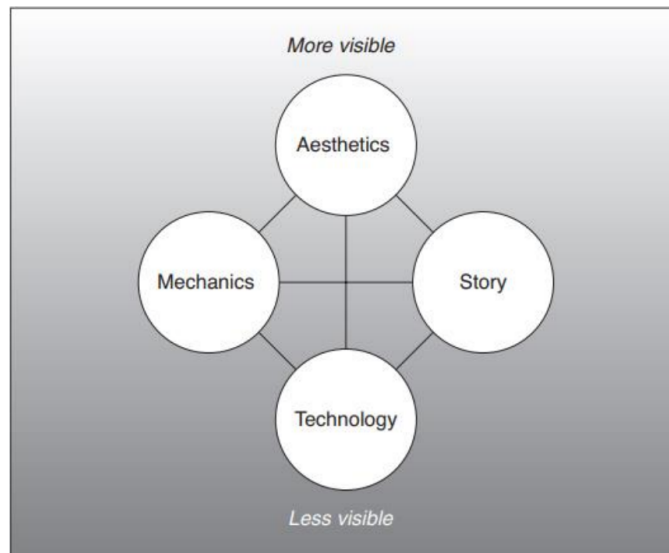 More visible
Aesthetics
Mechanics
Story
Technology
Less visible